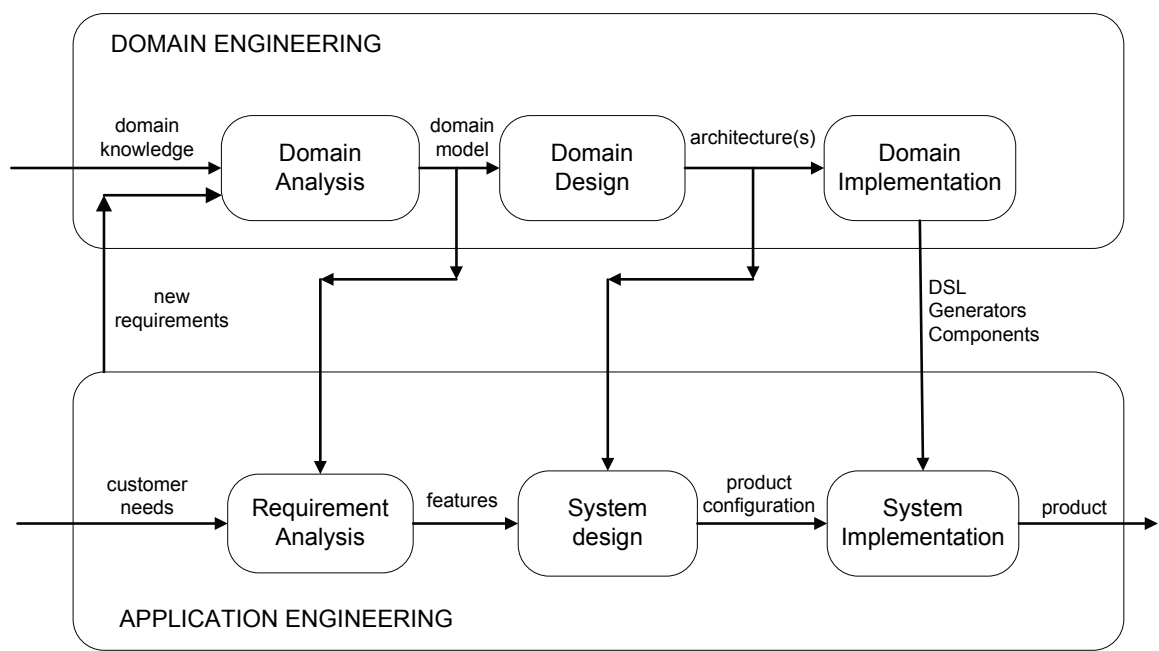 DOMAIN ENGINEERING
domain
knowledge
Domain
Analysis
domain
model
Domain
Design
architecture(s)
Domain
Implementation
new
requirements
DSL
Generators
Components
customer
needs
Requirement
Analysis
features
System
design
product
configuration
System
Implementation
product
APPLICATION ENGINEERING